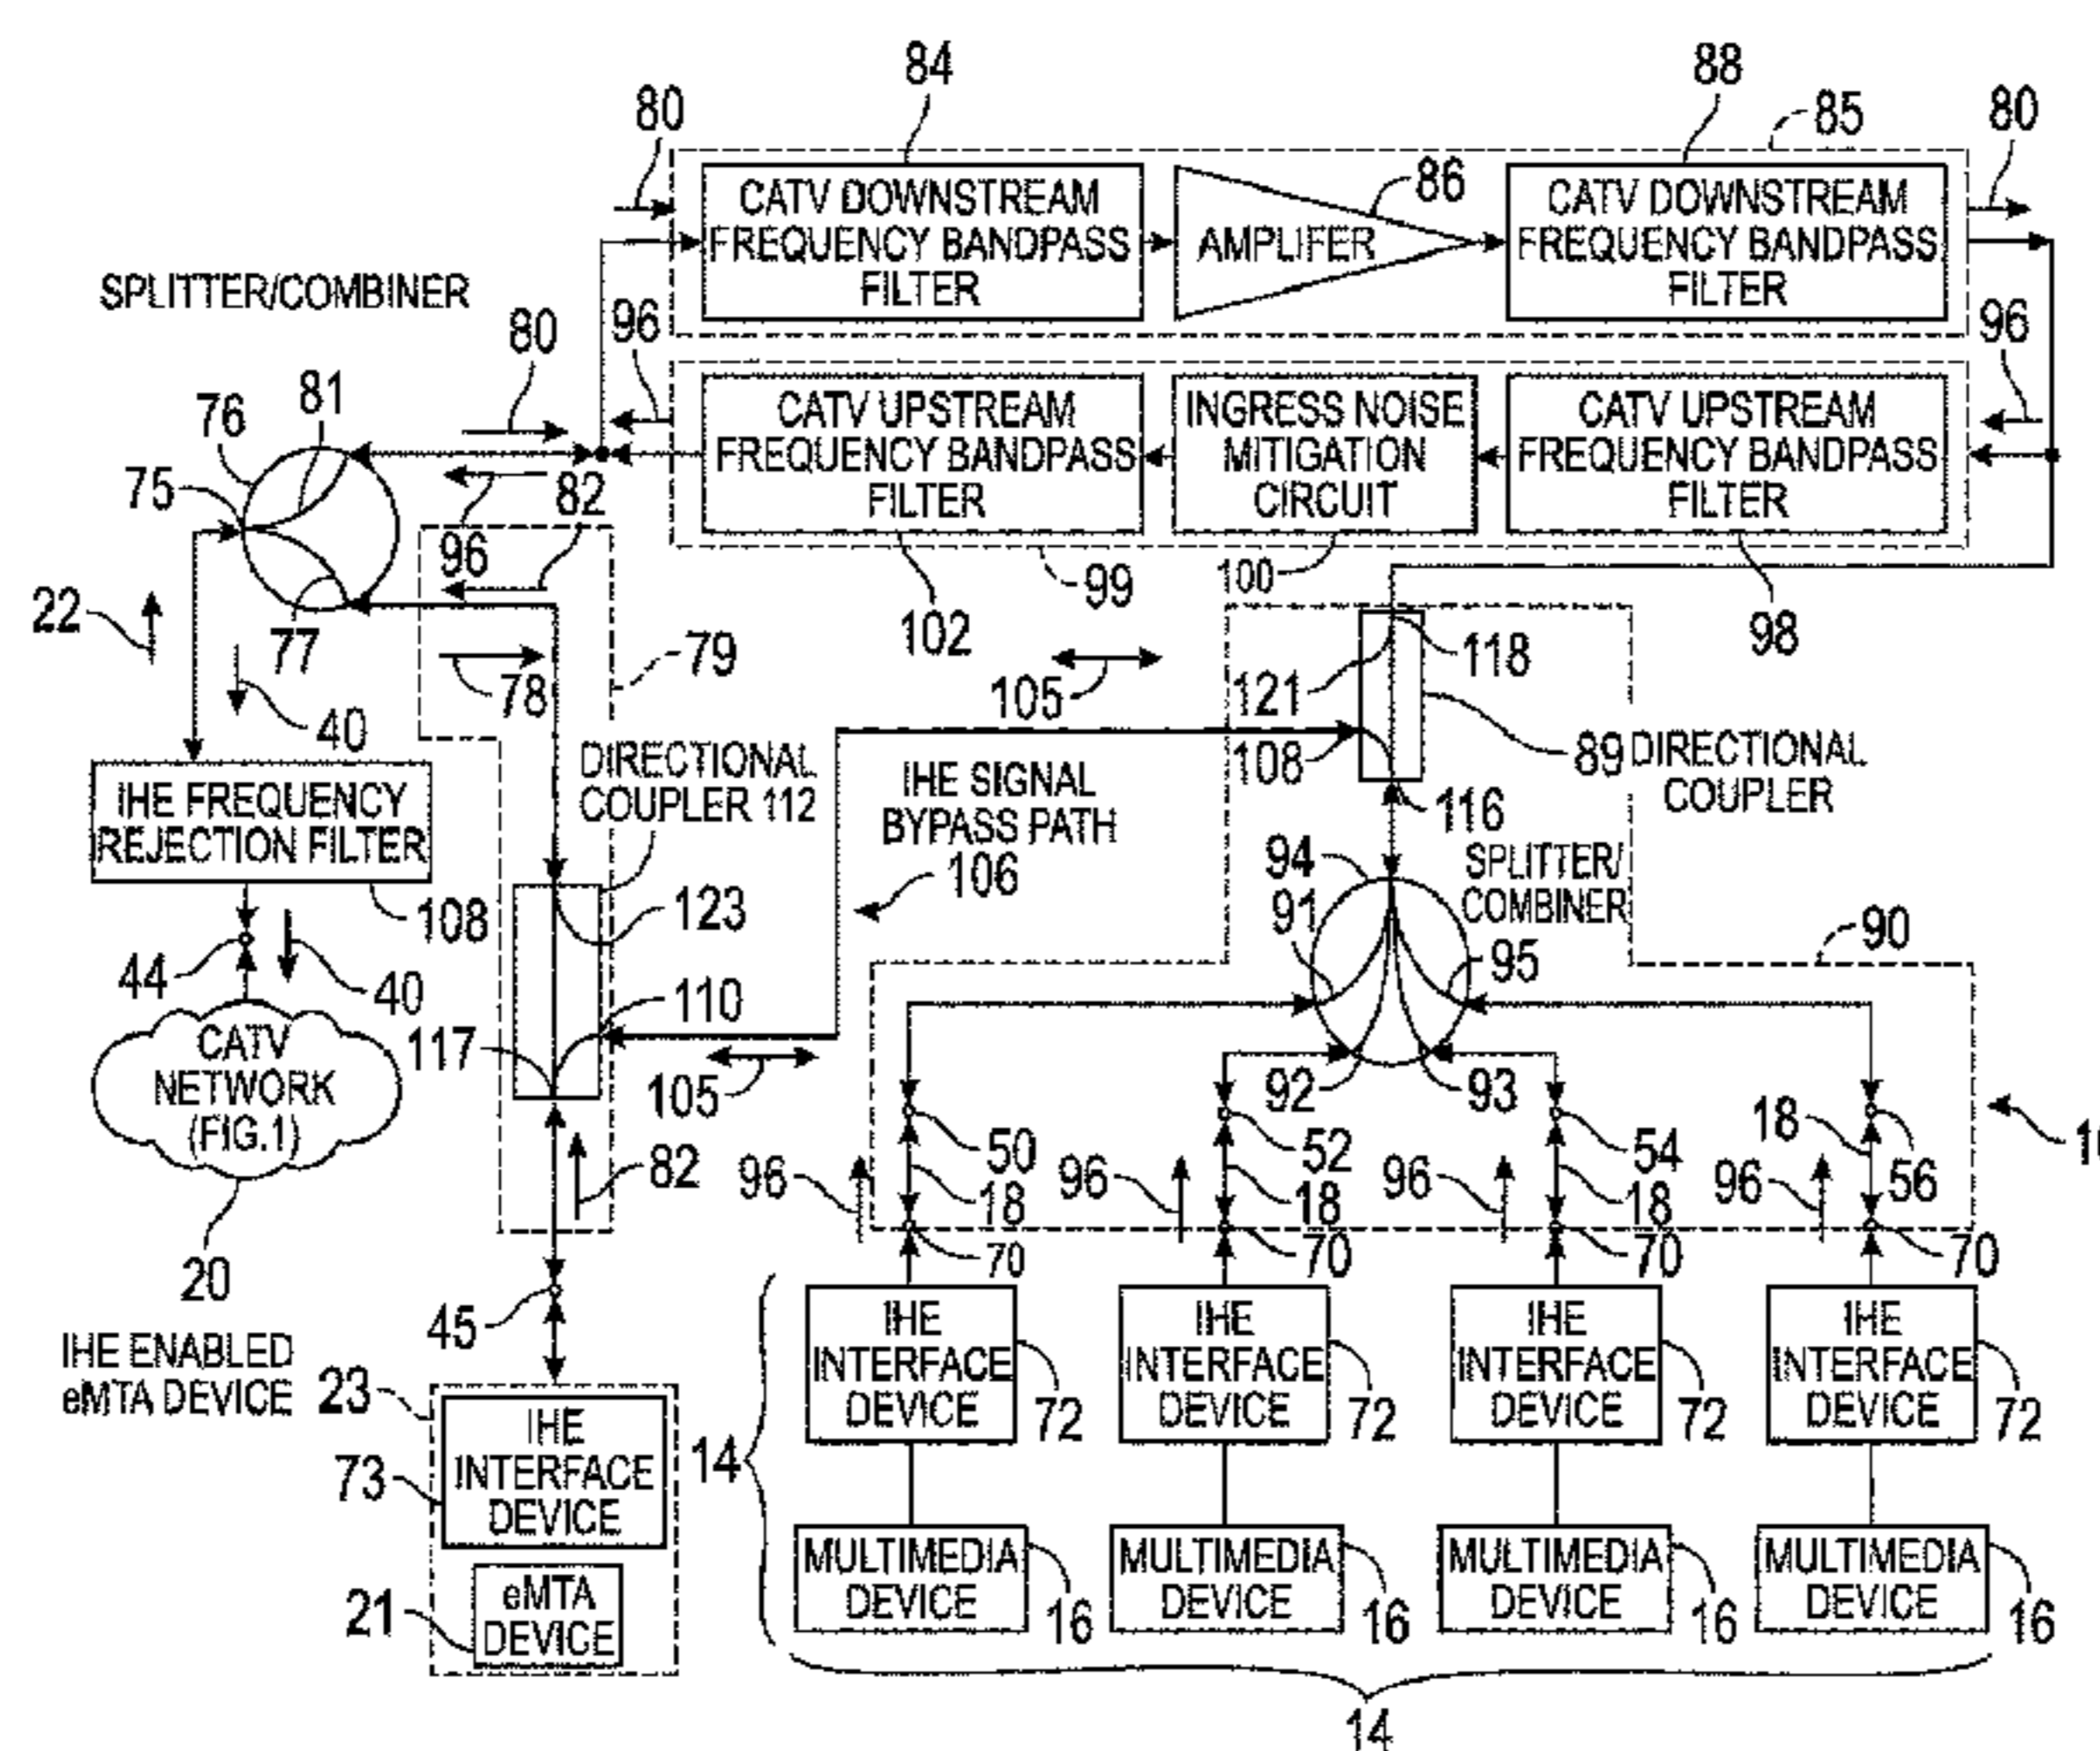 84
88
80
85
80
CATV DOWNSTREAM
FREQUENCY BANDPASS
FILTER
86
AMPLIFER
CATV DOWNSTREAM
FREQUENCY BANDPASS
FILTER
SPLITTER/COMBINER
80
96
96
76
81
75
CATV UPSTREAM
FREQUENCY BANDPASS
FILTER
INGRESS NOISE
MITIGATION
CIRCUIT
CATV UPSTREAM
FREQUENCY BANDPASS
FILTER
96
82
102
99
100
98
22
77
40
78
79
105
121
118
108
89
DIRECTIONAL
COUPLER
116
IHE FREQUENCY
REJECTION FILTER
108
DIRECTIONAL
COUPLER 112
IHE SIGNAL
BYPASS PATH
106
94
SPLITTER/
COMBINER
91
95
90
44
40
123
110
117
105
92
93
CATV
NETWORK
(FIG.1)
20
82
50
52
54
56
18
18
18
18
96
96
96
96
70
70
70
70
45
IHE ENABLED
eMTA DEVICE
23
IHE
INTERFACE
DEVICE
73
eMTA
DEVICE
21
14
IHE
INTERFACE
DEVICE
72
IHE
INTERFACE
DEVICE
72
IHE
INTERFACE
DEVICE
72
IHE
INTERFACE
DEVICE
72
MULTIMEDIA
DEVICE
16
MULTIMEDIA
DEVICE
16
MULTIMEDIA
DEVICE
16
MULTIMEDIA
DEVICE
16
14